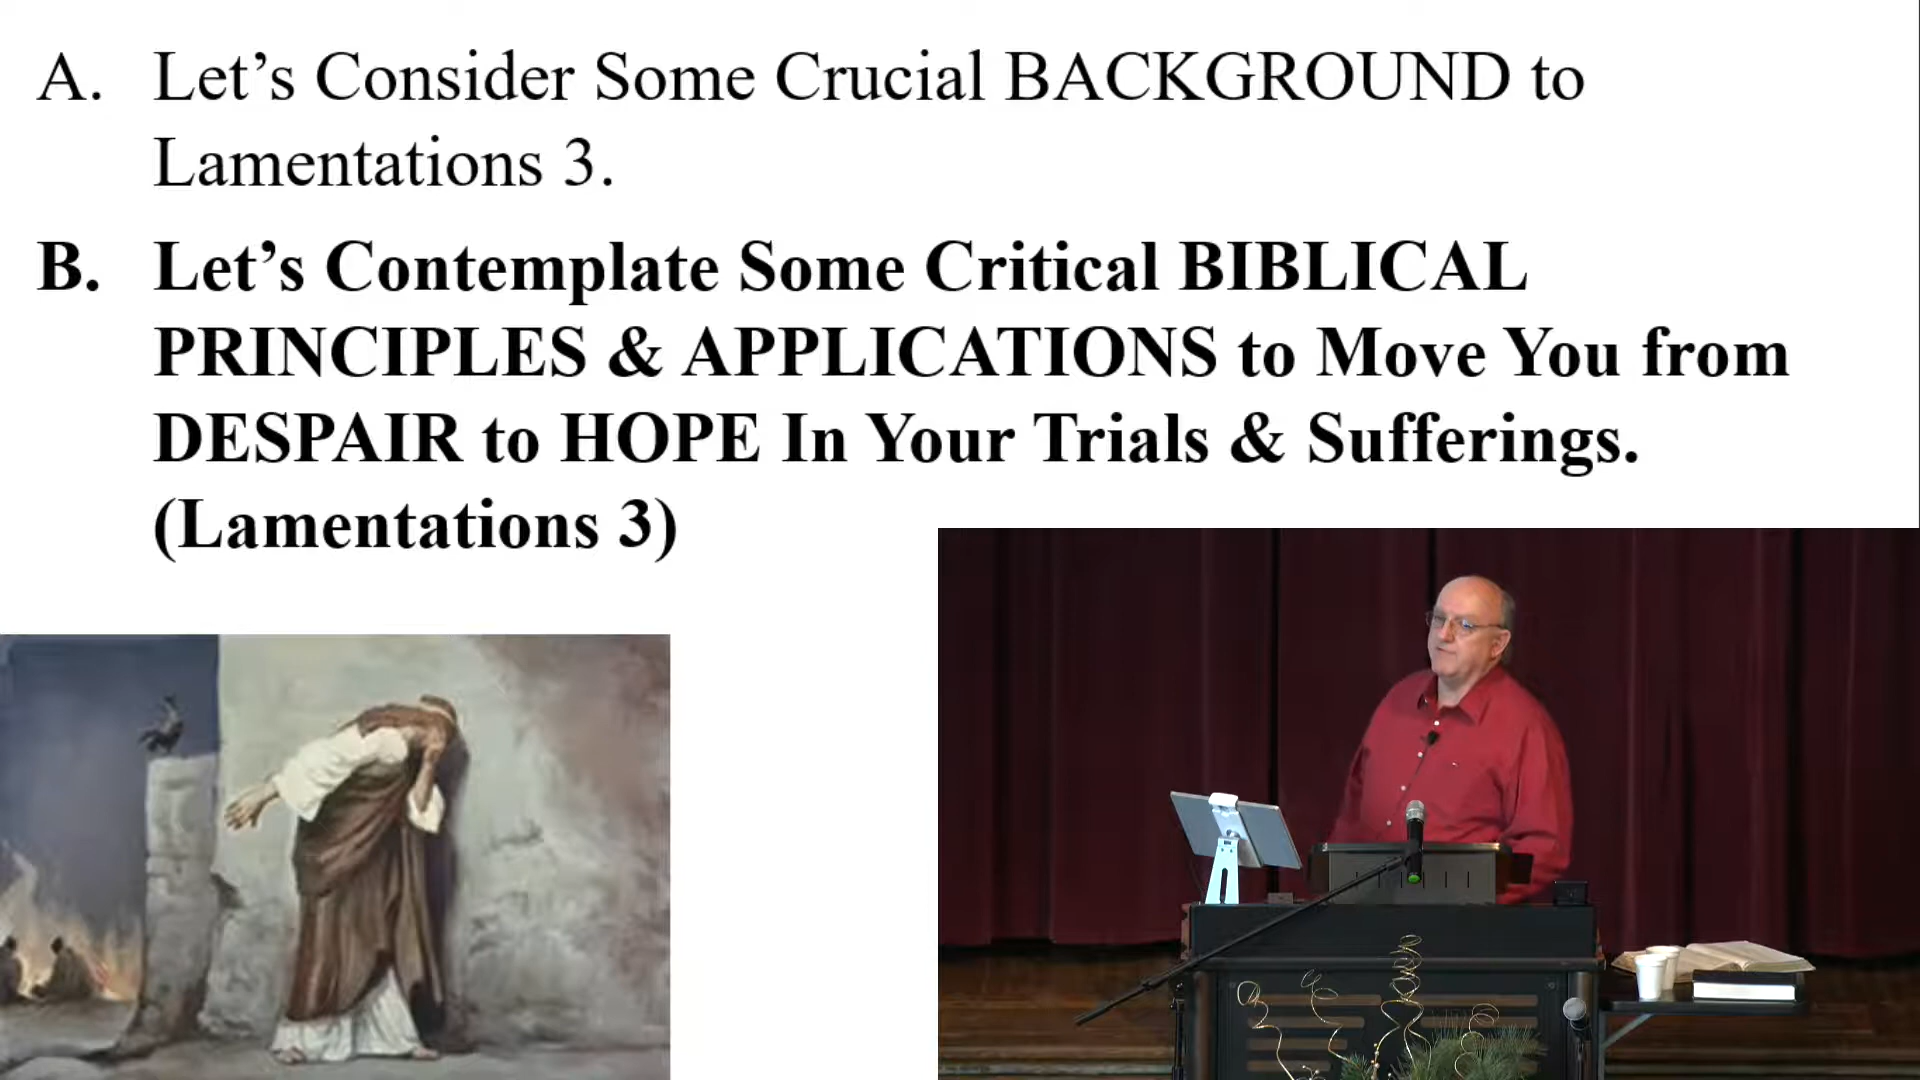 A. Let’s Consider Some Crucial BACKGROUND to
Lamentations 3.
B. Let’s Contemplate Some Critical BIBLICAL
PRINCIPLES & APPLICATIONS to Move You from
DESPAIR to HOPE In Your Trials & Sufferings.
(Lamentations 3)